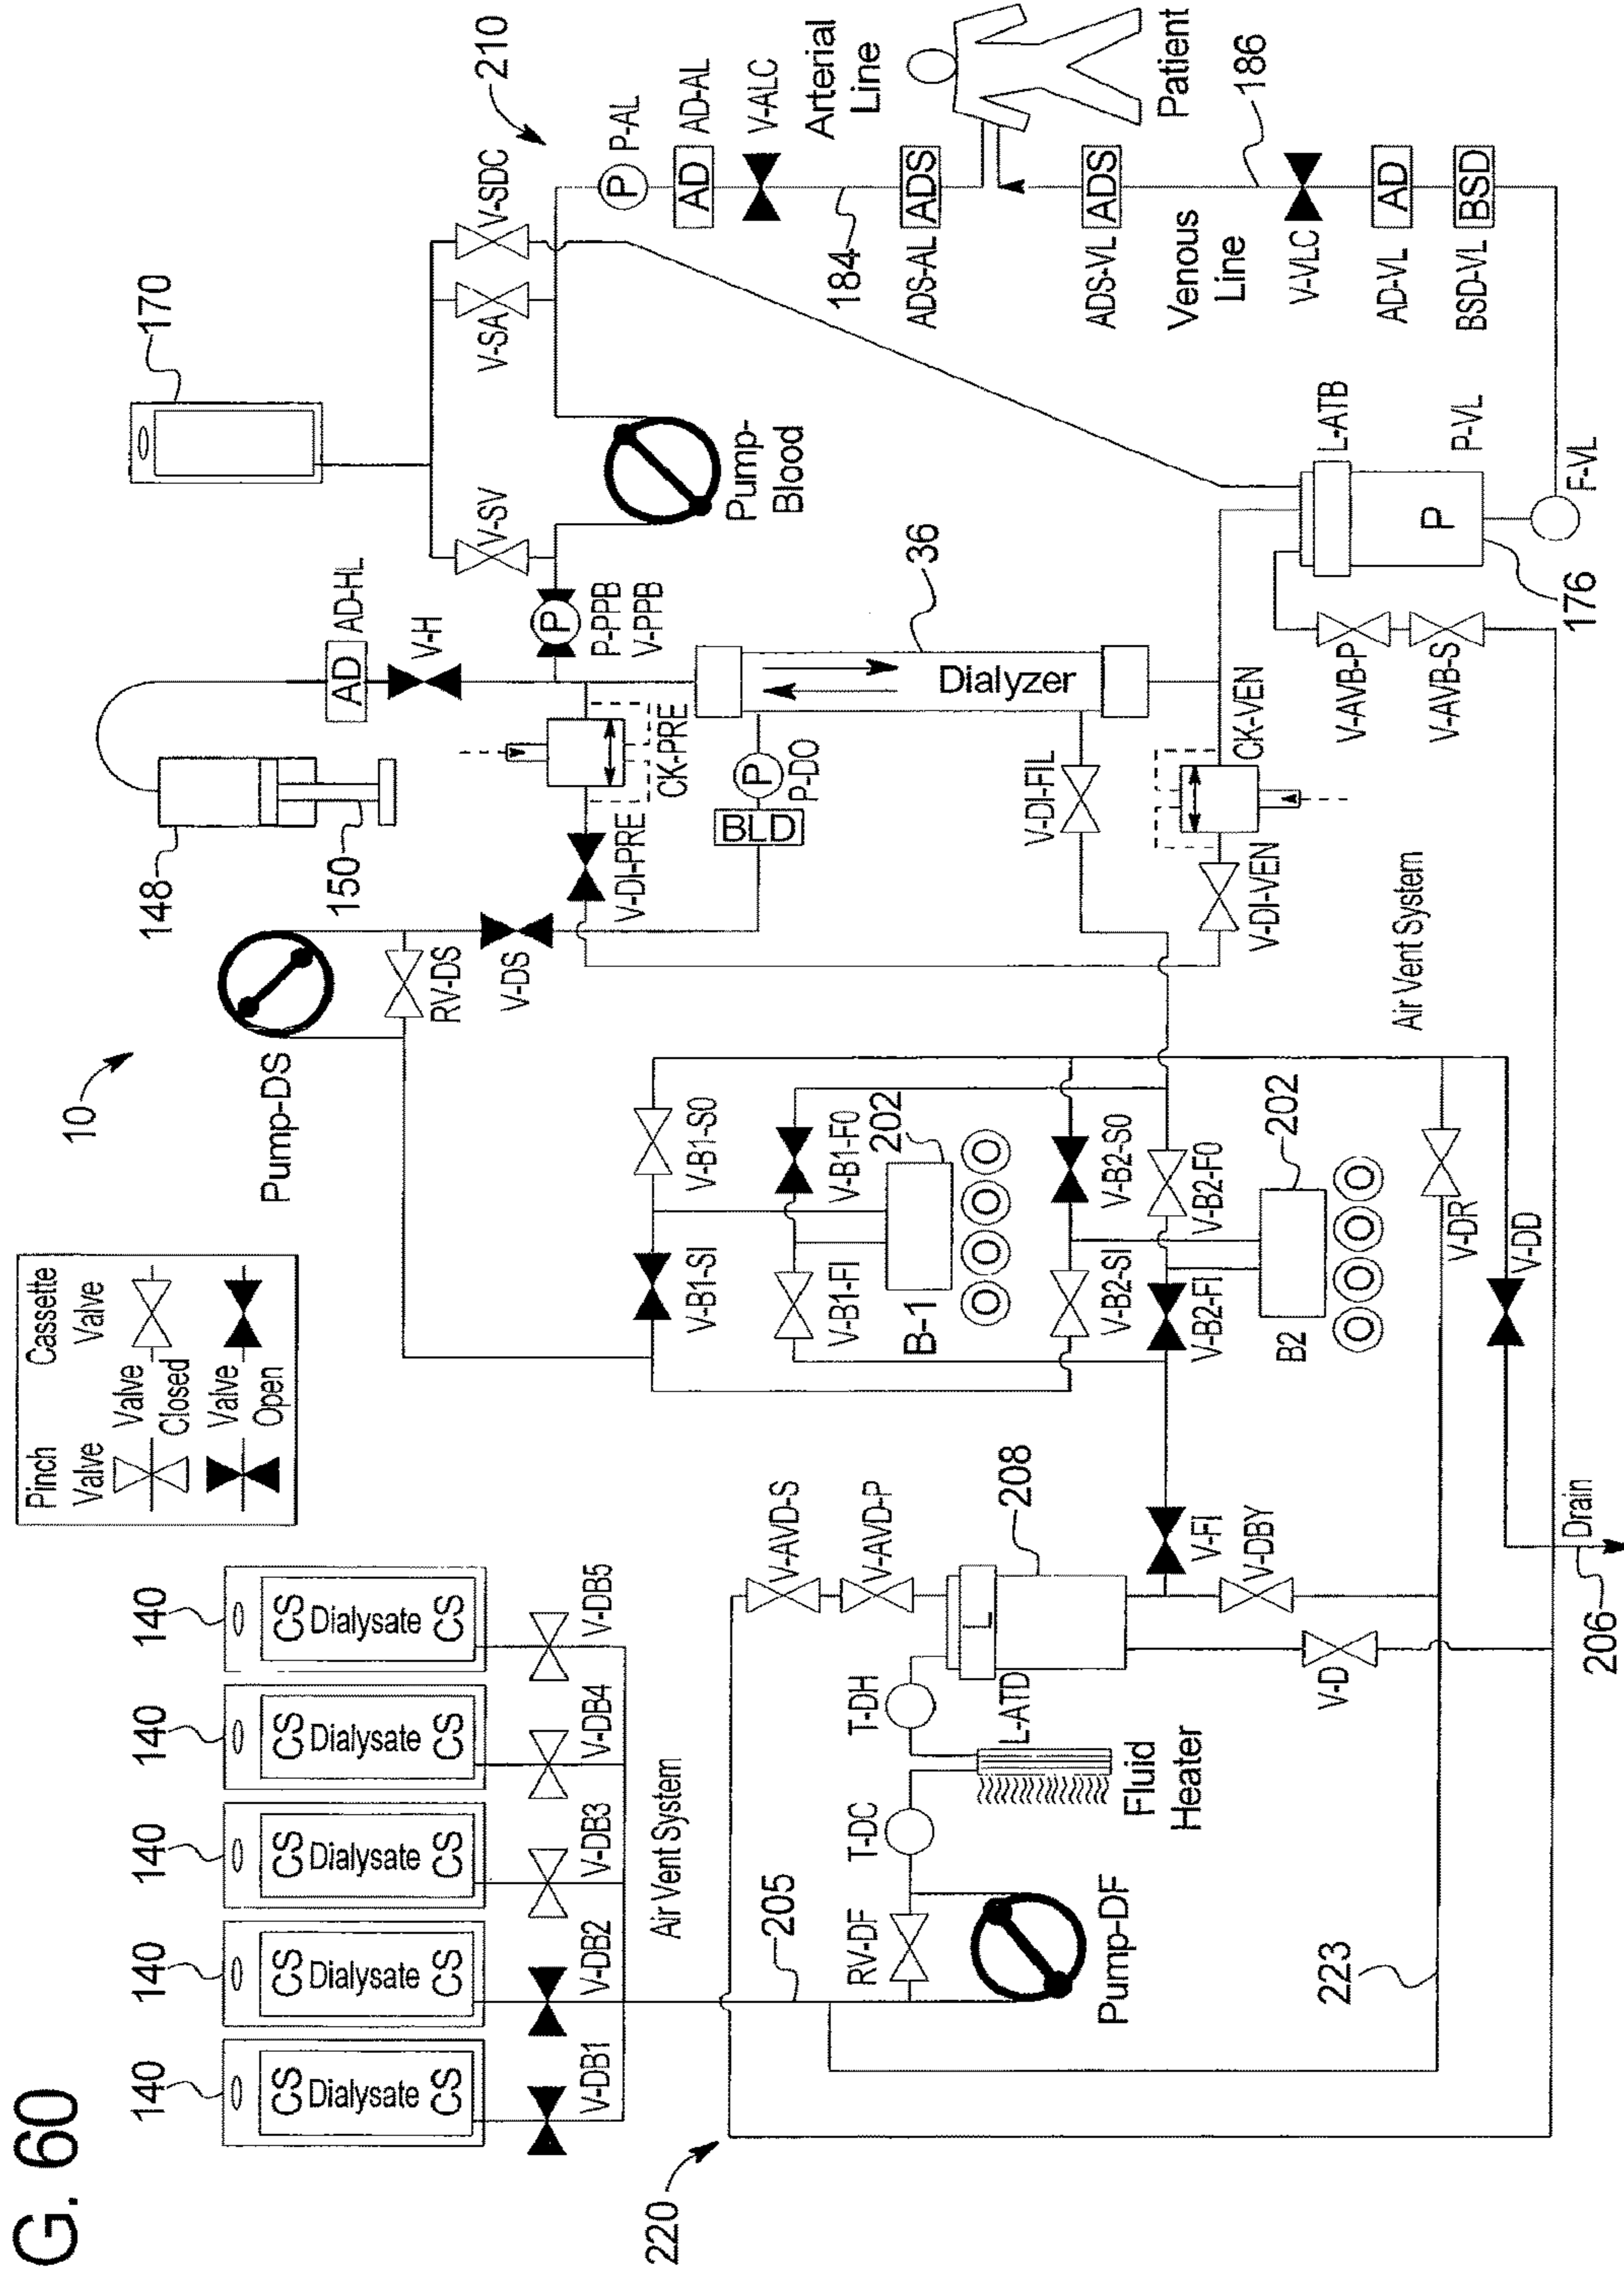 G. 60
10
Pinch Valve
Cassette Valve
Valve Closed
Valve Open
140
140
140
140
140
CS Dialysate CS
CS Dialysate CS
CS Dialysate CS
CS Dialysate CS
CS Dialysate CS
V-DB1
V-DB2
V-DB3
V-DB4
V-DB5
Air Vent System
220
205
RV-DF
Pump-DF
T-DC
Fluid Heater
T-DH
L-ATD
L
208
V-AVD-S
V-AVD-P
V-FI
V-DBY
V-D
223
206
Drain
V-DD
V-DR
Pump-DS
RV-DS
V-DS
V-B1-SI
V-B1-S0
V-B1-FI
V-B1-F0
B-1
202
V-B2-SI
V-B2-S0
V-B2-FI
V-B2-F0
B2
202
148
150
AD
AD-HL
V-H
V-DI-PRE
CK-PRE
BLD
P
P-DO
P
P-PPB
V-PPB
Dialyzer
36
V-DI-FIL
V-DI-VEN
CK-VEN
Air Vent System
170
V-SV
V-SA
V-SDC
210
Pump-Blood
P
P-AL
AD
AD-AL
V-ALC
Arterial Line
184
ADS
ADS-AL
Patient
ADS
ADS-VL
Venous Line
186
V-VLC
AD
AD-VL
BSD
BSD-VL
L-ATB
P
P-VL
F-VL
176
V-AVB-P
V-AVB-S